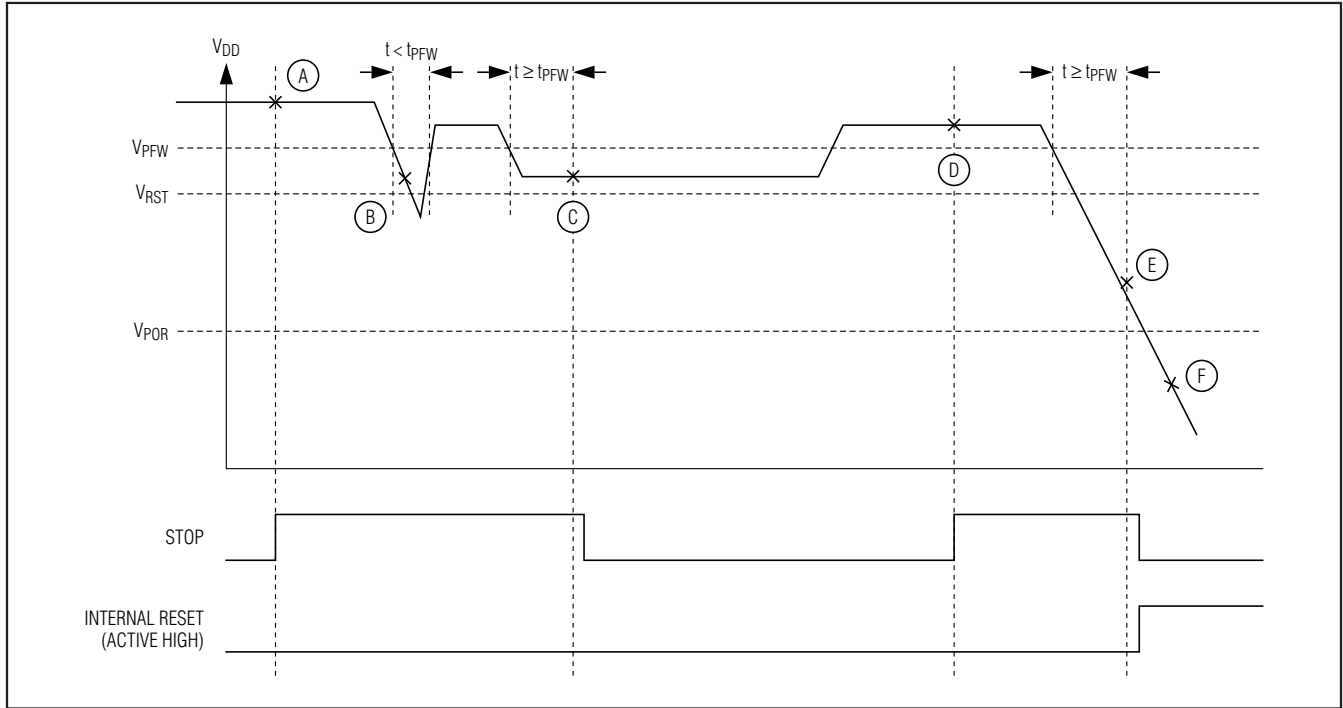 VDD
t < tPFW
t ≥ tPFW
t ≥ tPFW
A
VPFW
VRST
B
C
D
E
VPOR
F
STOP
INTERNAL RESET
(ACTIVE HIGH)